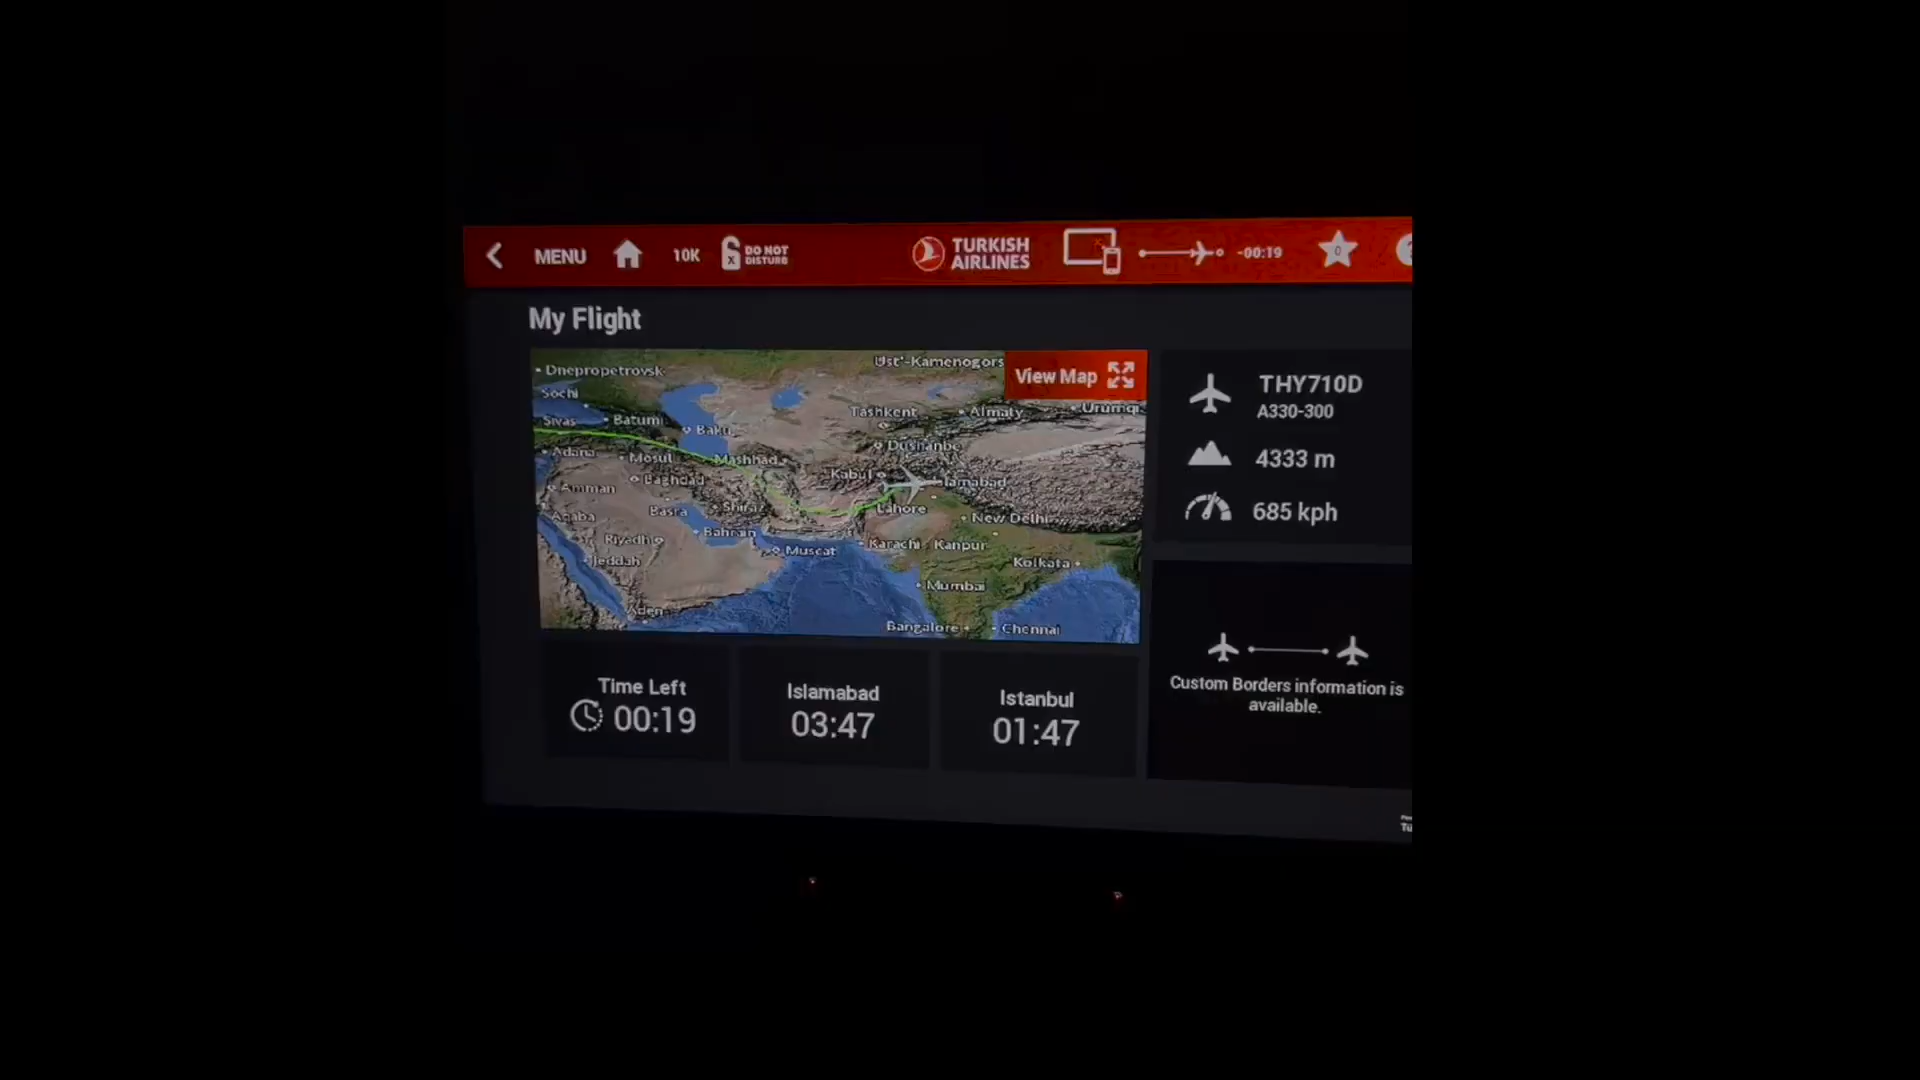 MENU
10K
DO NOT
DISTURB
TURKISH
AIRLINES
-00:19
0
My Flight
View Map
Ust'-Kamenogors
Dnepropetrovsk
Sochi
Tashkent
Almaty
Urumqi
Sivas
Batumi
Baku
Dushanbe
Adana
Mosul
Mashhad
Kabul
Islamabad
Amman
Baghdad
Aqaba
Basra
Shiraz
Lahore
New Delhi
Riyadh
Bahrain
Muscat
Karachi
Kanpur
Jeddah
Kolkata
Mumbai
Aden
Bangalore
Chennai
THY710D
A330-300
4333 m
685 kph
Time Left
00:19
Islamabad
03:47
Istanbul
01:47
Custom Borders information is
available.